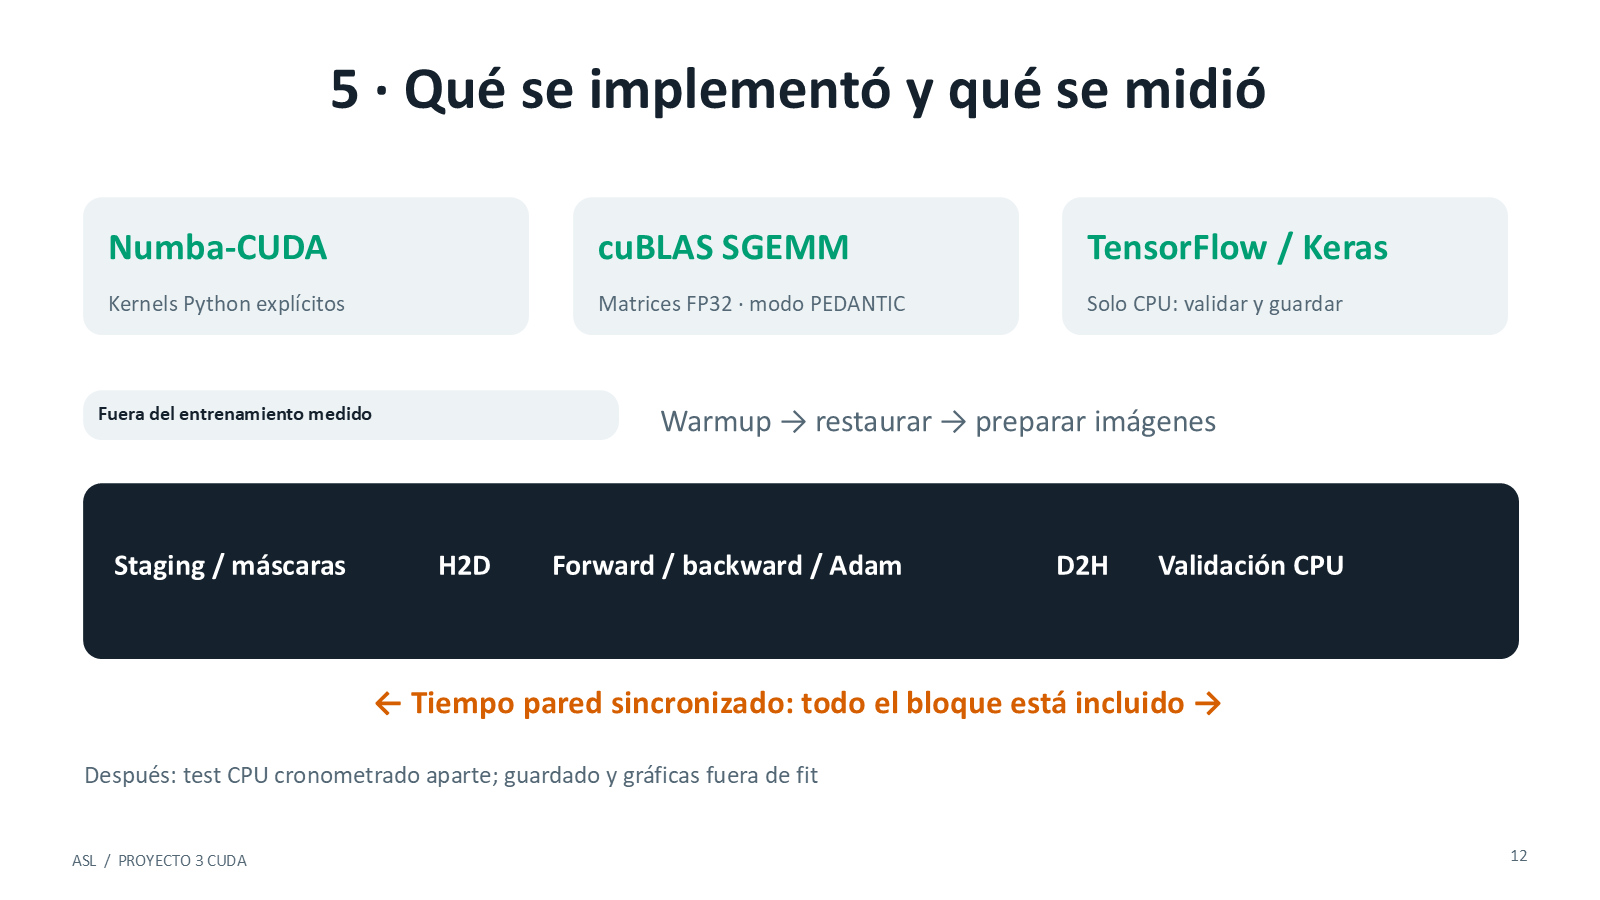 5 · Qué se implementó y qué se midió
Numba-CUDA
Kernels Python explícitos
cuBLAS SGEMM
Matrices FP32 · modo PEDANTIC
TensorFlow / Keras
Solo CPU: validar y guardar
Fuera del entrenamiento medido
Warmup → restaurar → preparar imágenes
Staging / máscaras
H2D
Forward / backward / Adam
D2H
Validación CPU
← Tiempo pared sincronizado: todo el bloque está incluido →
Después: test CPU cronometrado aparte; guardado y gráficas fuera de fit
ASL / PROYECTO 3 CUDA
12